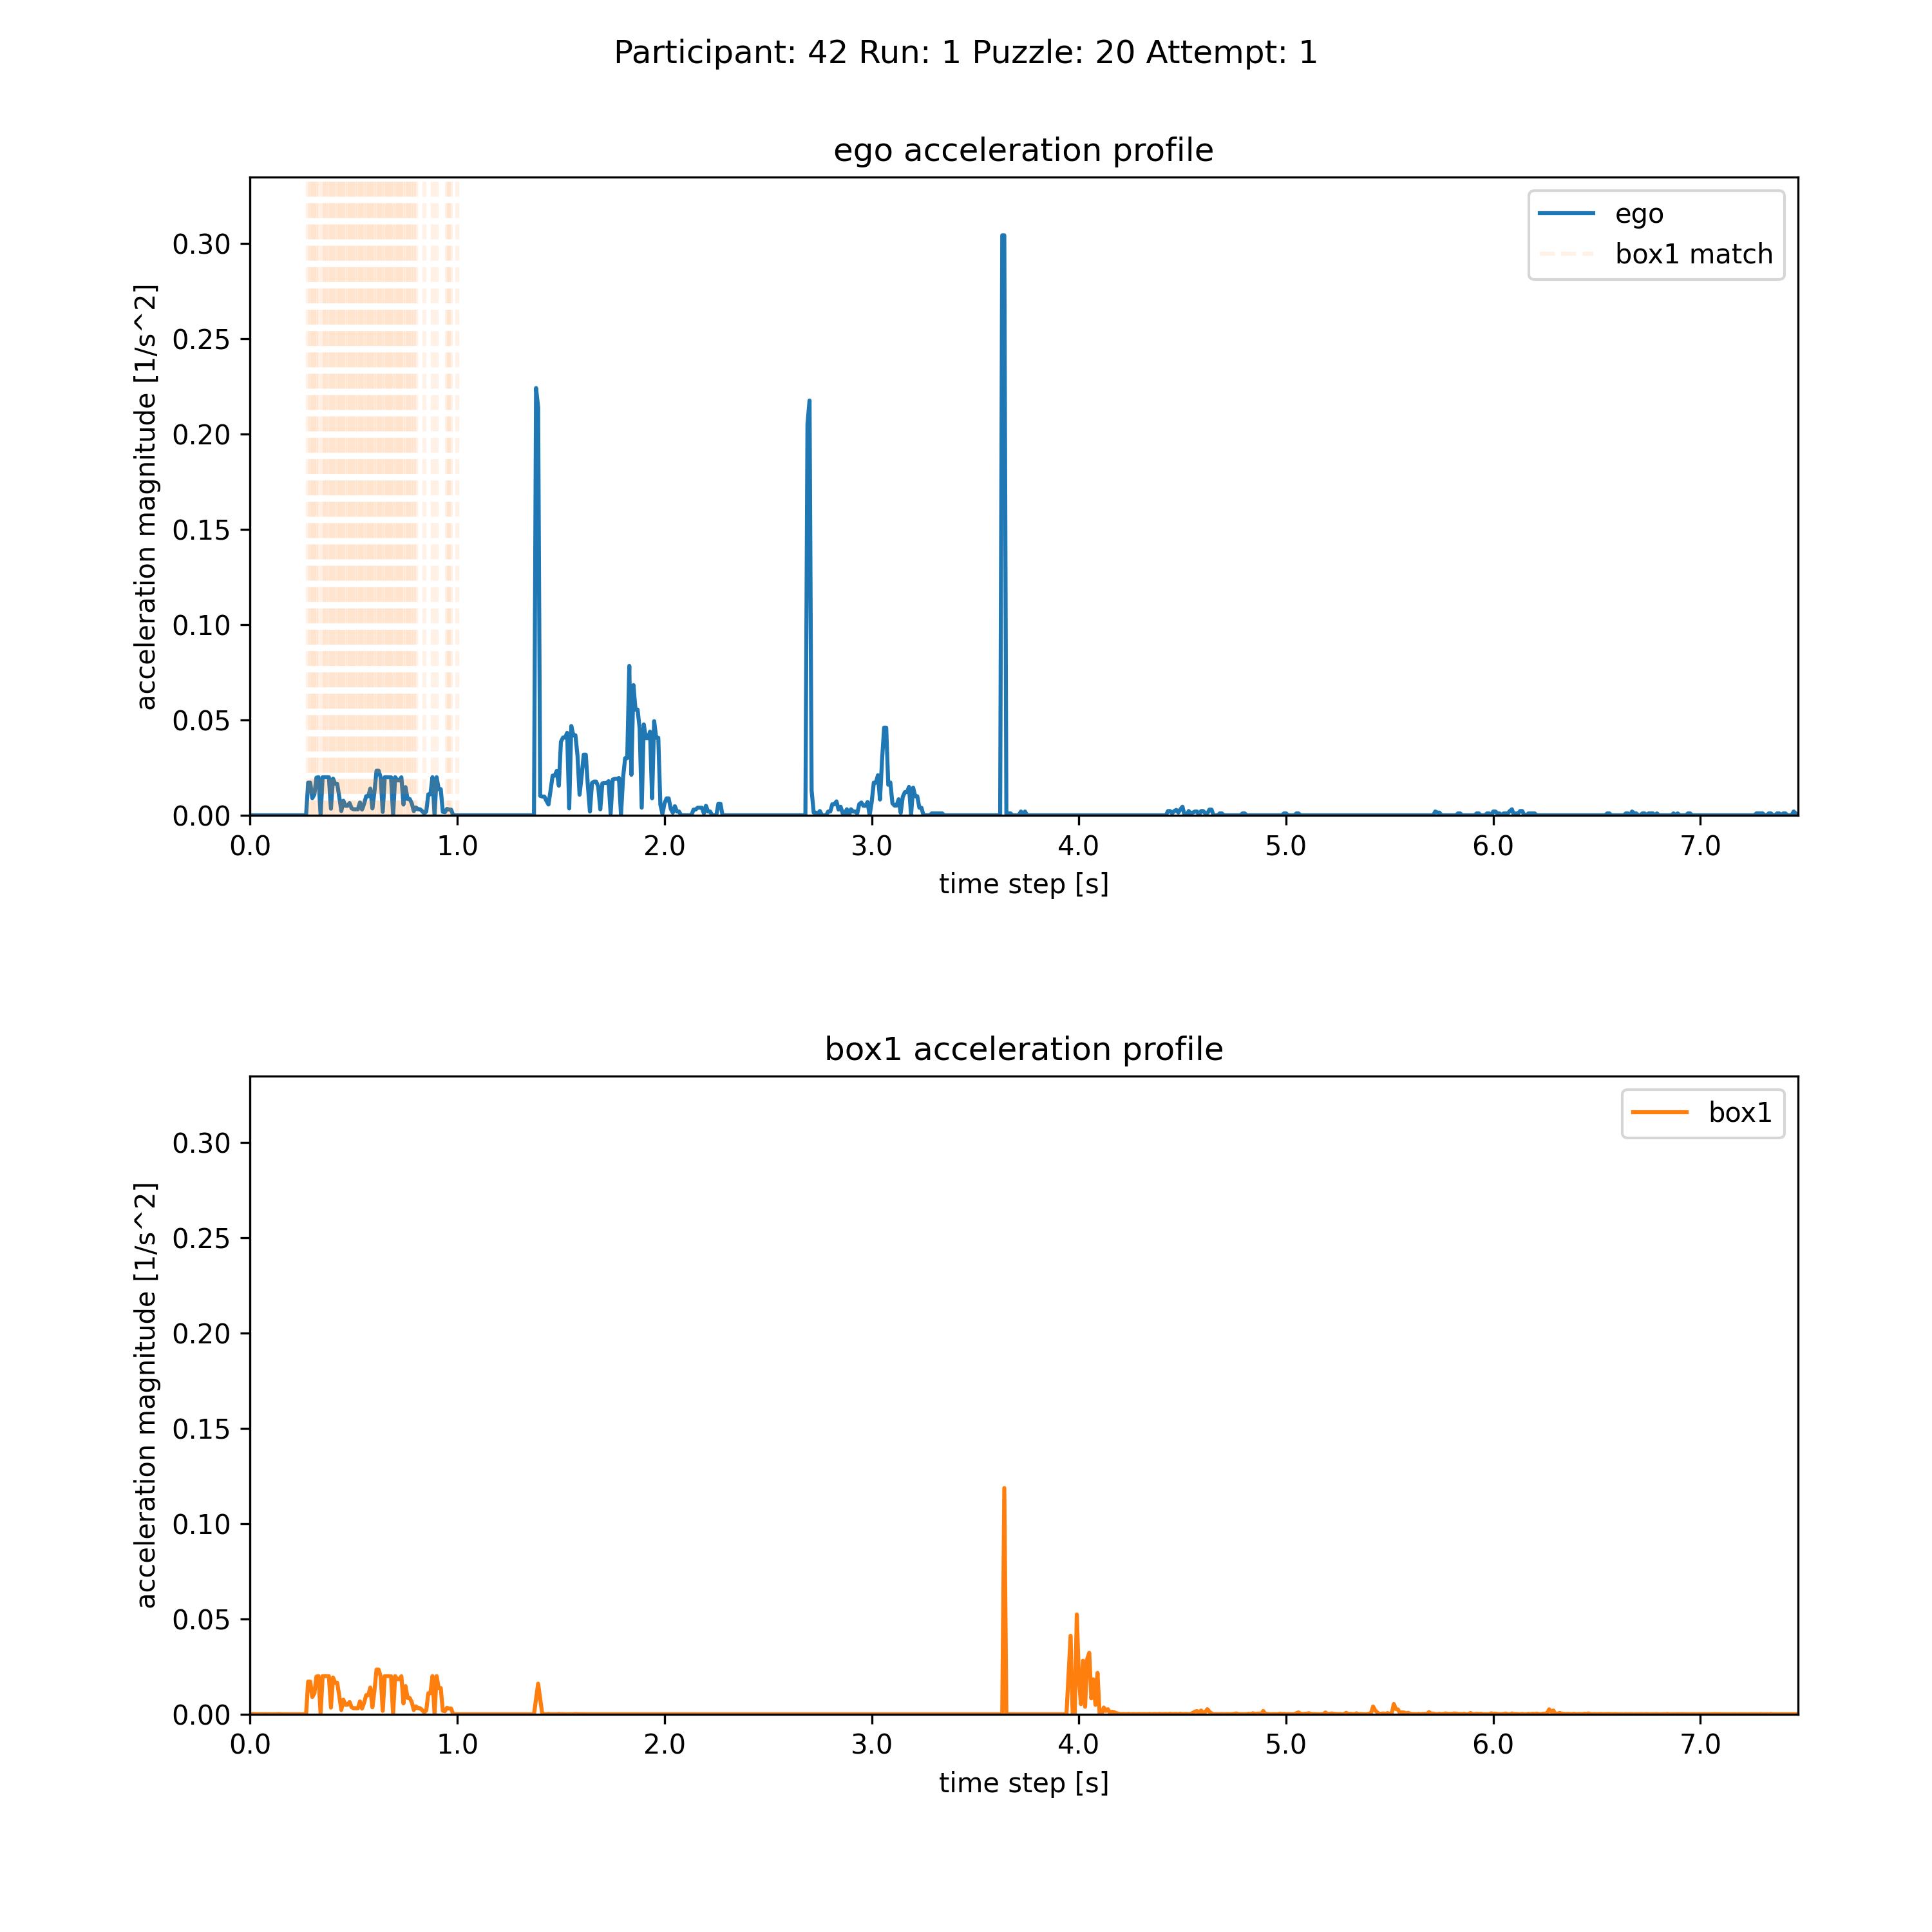 Participant: 42 Run: 1 Puzzle: 20 Attempt: 1
ego acceleration profile
ego
box1 match
acceleration magnitude [1/s^2]
0.30
0.25
0.20
0.15
0.10
0.05
0.00
0.0 1.0 2.0 3.0 4.0 5.0 6.0 7.0
time step [s]
box1 acceleration profile
box1
acceleration magnitude [1/s^2]
0.30
0.25
0.20
0.15
0.10
0.05
0.00
0.0 1.0 2.0 3.0 4.0 5.0 6.0 7.0
time step [s]